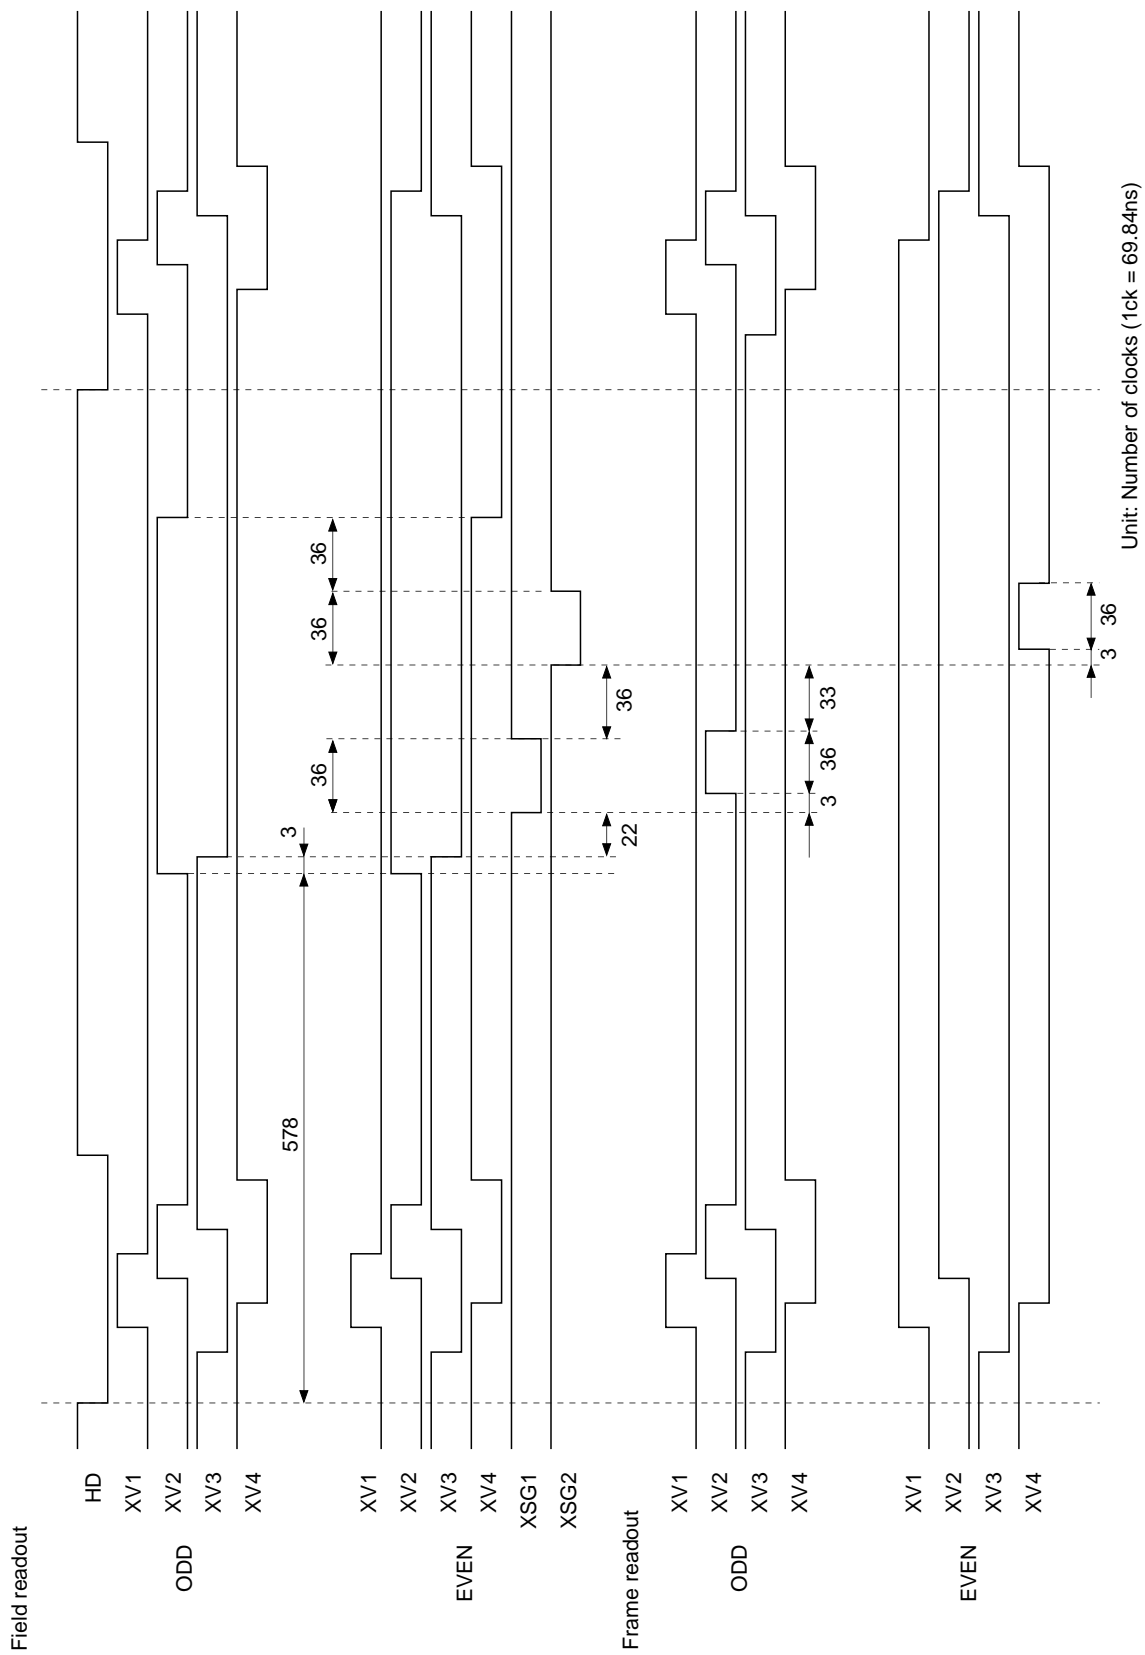 Field readout
HD
XV1
XV2
XV3
XV4
ODD
578
3
36
36
36
XV1
XV2
XV3
XV4
XSG1
XSG2
EVEN
22
36
Frame readout
XV1
XV2
XV3
XV4
ODD
3
36
33
XV1
XV2
XV3
XV4
EVEN
3
36
Unit: Number of clocks (1ck = 69.84ns)